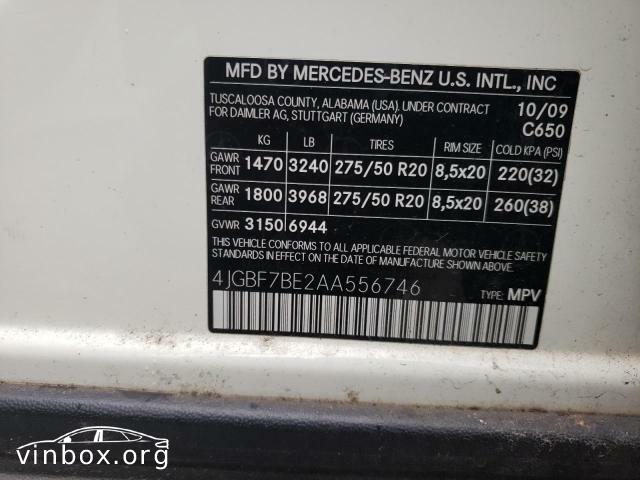 MFD BY MERCEDES-BENZ U.S. INTL., INC
TUSCALOOSA COUNTY, ALABAMA (USA). UNDER CONTRACT 10/09
FOR DAIMLER AG, STUTTGART (GERMANY) C650
KG LB TIRES RIM SIZE COLD KPA (PSI)
GAWR FRONT 1470 3240 275/50 R20 8,5x20 220(32)
GAWR REAR 1800 3968 275/50 R20 8,5x20 260(38)
GVWR 3150 6944
THIS VEHICLE CONFORMS TO ALL APPLICABLE FEDERAL MOTOR VEHICLE SAFETY
STANDARDS IN EFFECT ON THE DATE OF MANUFACTURE SHOWN ABOVE.
4JGBF7BE2AA556746 TYPE: MPV
vinbox.org